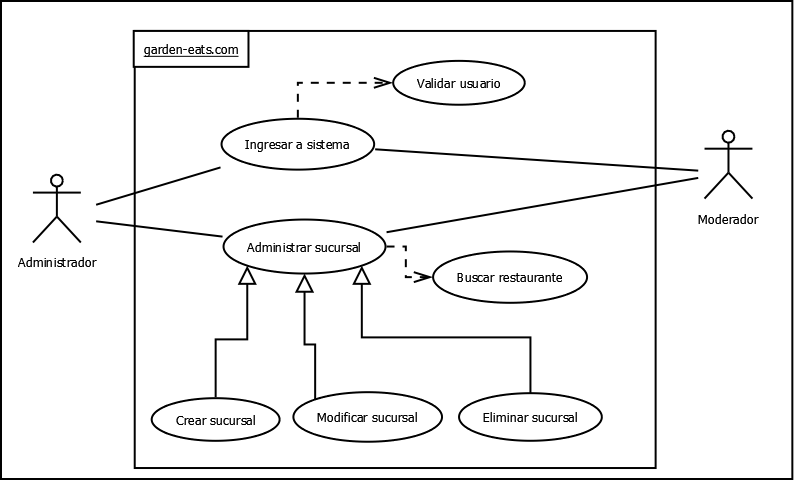 garden-eats.com
Validar usuario
Ingresar a sistema
Moderador
Administrar sucursal
Administrador
Buscar restaurante
Crear sucursal
Modificar sucursal
Eliminar sucursal